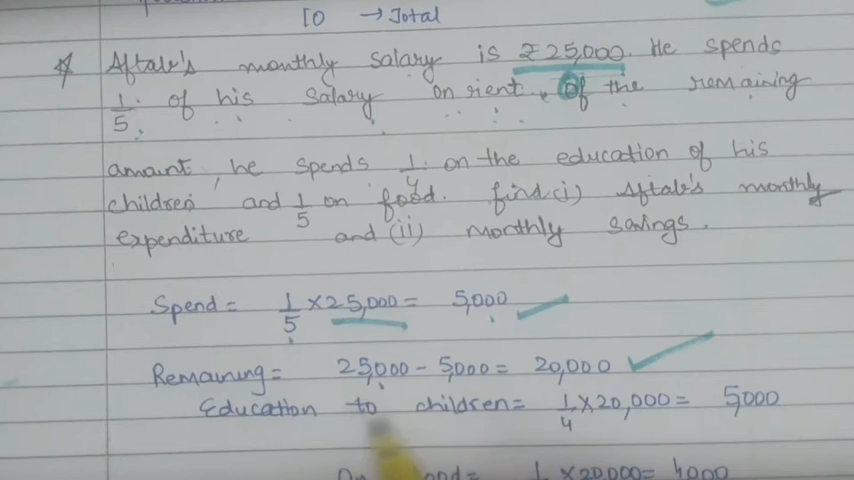 10 → Total
Aftab's monthly salary is ₹25,000. He spends
1/5 of his salary on rent. Of the remaining
amount, he spends 1/4 on the education of his
children and 1/5 on food. find (i) Aftab's monthly
expenditure and (ii) monthly savings.
Spend = 1/5 × 25,000 = 5,000
Remaining = 25,000 - 5,000 = 20,000
Education to children = 1/4 × 20,000 = 5,000
× 20,000 = 4000